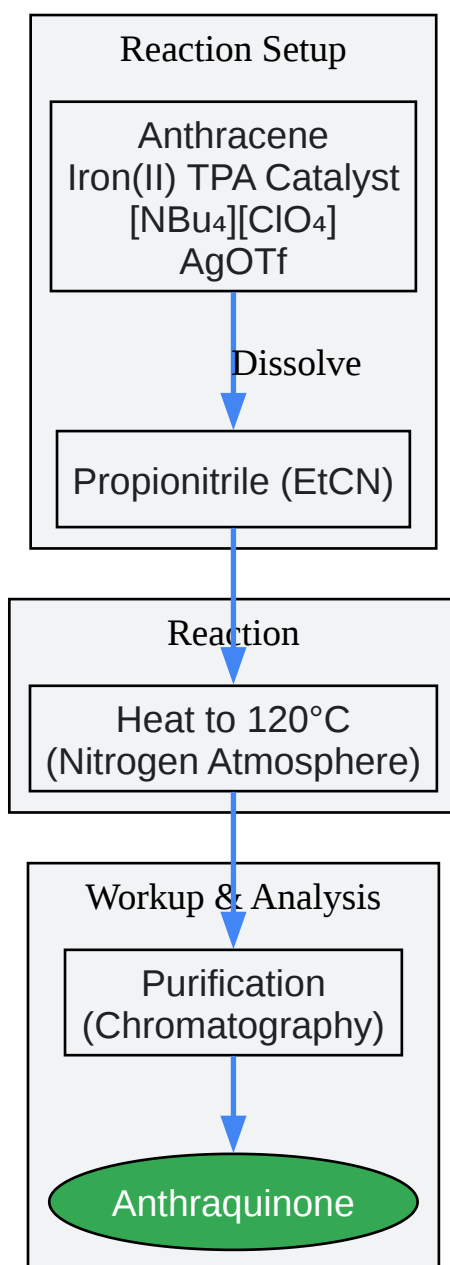 Reaction Setup
Anthracene
Iron(II) TPA Catalyst
[NBu₄][ClO₄]
AgOTf
Dissolve
Propionitrile (EtCN)
Reaction
Heat to 120°C
(Nitrogen Atmosphere)
Workup & Analysis
Purification
(Chromatography)
Anthraquinone